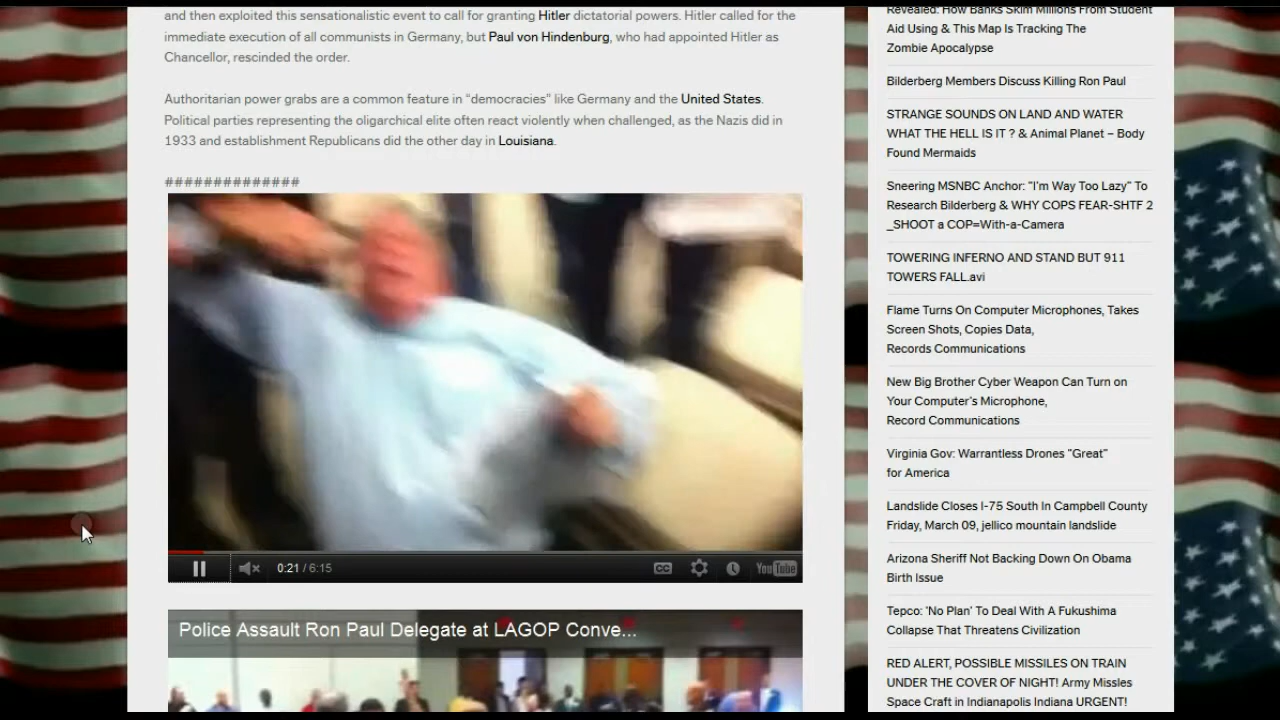 and then exploited this sensationalistic event to call for granting Hitler dictatorial powers. Hitler called for the
immediate execution of all communists in Germany, but Paul von Hindenburg, who had appointed Hitler as
Chancellor, rescinded the order.
Authoritarian power grabs are a common feature in “democracies” like Germany and the United States.
Political parties representing the oligarchical elite often react violently when challenged, as the Nazis did in
1933 and establishment Republicans did the other day in Louisiana.
##############
0:21 / 6:15
CC
YouTube
Police Assault Ron Paul Delegate at LAGOP Conve...
Revealed: How Banks Skim Millions From Student
Aid Using & This Map Is Tracking The
Zombie Apocalypse
Bilderberg Members Discuss Killing Ron Paul
STRANGE SOUNDS ON LAND AND WATER
WHAT THE HELL IS IT ? & Animal Planet – Body
Found Mermaids
Sneering MSNBC Anchor: “I’m Way Too Lazy” To
Research Bilderberg & WHY COPS FEAR-SHTF 2
_SHOOT a COP=With-a-Camera
TOWERING INFERNO AND STAND BUT 911
TOWERS FALL.avi
Flame Turns On Computer Microphones, Takes
Screen Shots, Copies Data,
Records Communications
New Big Brother Cyber Weapon Can Turn on
Your Computer’s Microphone,
Record Communications
Virginia Gov: Warrantless Drones “Great”
for America
Landslide Closes I-75 South In Campbell County
Friday, March 09, jellico mountain landslide
Arizona Sheriff Not Backing Down On Obama
Birth Issue
Tepco: ‘No Plan’ To Deal With A Fukushima
Collapse That Threatens Civilization
RED ALERT, POSSIBLE MISSILES ON TRAIN
UNDER THE COVER OF NIGHT! Army Missles
Space Craft in Indianapolis Indiana URGENT!